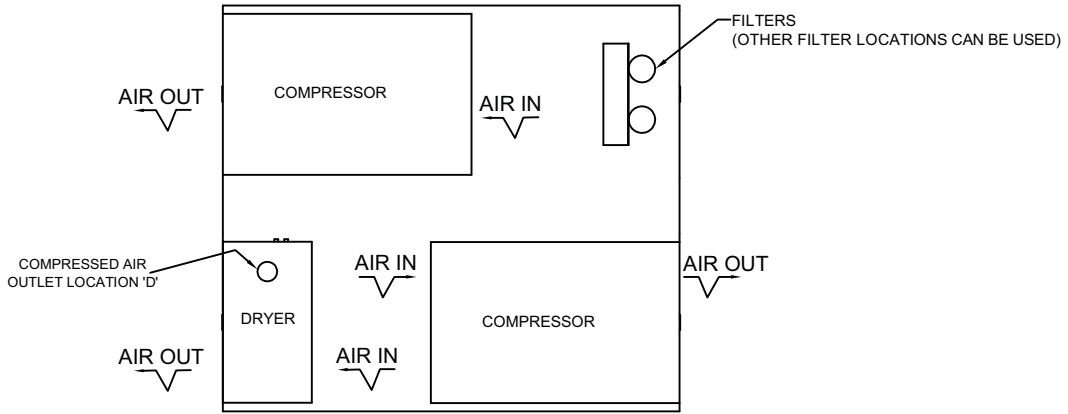 FILTERS
(OTHER FILTER LOCATIONS CAN BE USED)
AIR OUT
COMPRESSOR
AIR IN
COMPRESSED AIR
OUTLET LOCATION 'D'
AIR IN
AIR OUT
DRYER
COMPRESSOR
AIR OUT
AIR IN